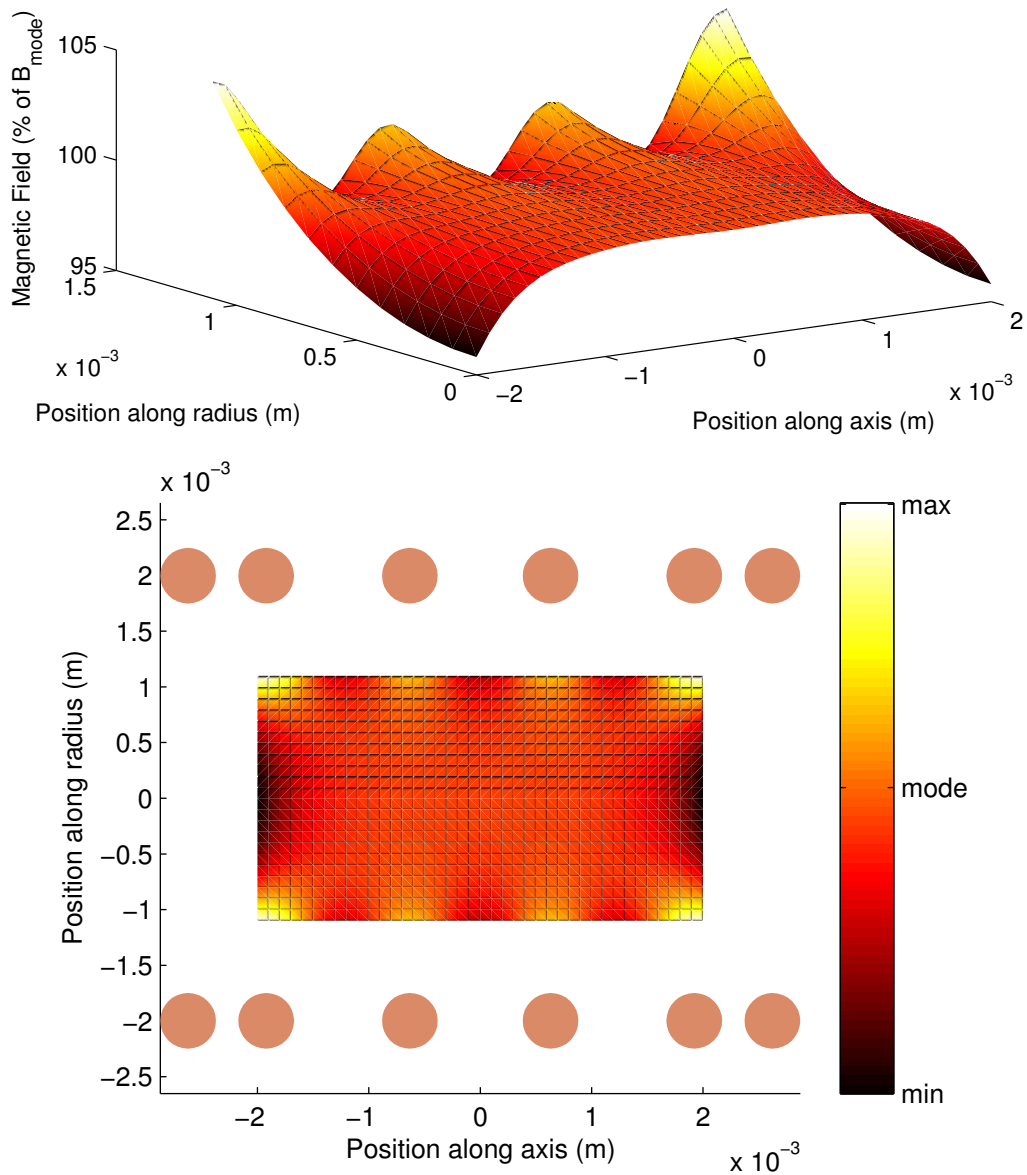 Magnetic Field (% of B_mode)
105
100
95
1.5
1
0.5
0
x 10^−3
Position along radius (m)
−2
−1
0
1
2
x 10^−3
Position along axis (m)
x 10^−3
Position along radius (m)
2.5
2
1.5
1
0.5
0
−0.5
−1
−1.5
−2
−2.5
−2
−1
0
1
2
Position along axis (m)
x 10^−3
max
mode
min